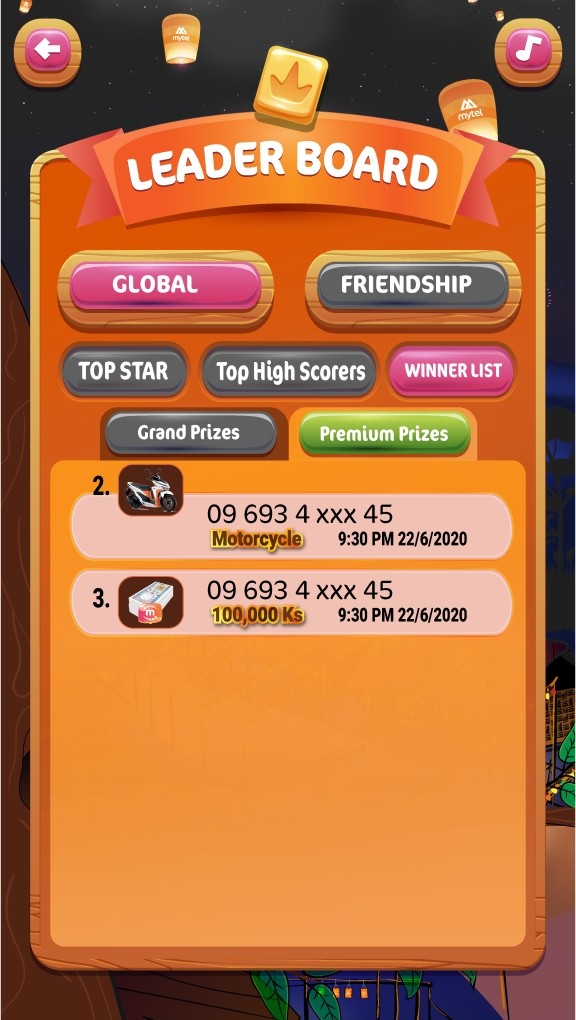 mytel
mytel
LEADER BOARD
GLOBAL
FRIENDSHIP
TOP STAR
Top High Scorers
WINNER LIST
Grand Prizes
Premium Prizes
2.
09 693 4 xxx 45
Motorcycle
9:30 PM 22/6/2020
3.
09 693 4 xxx 45
100,000 Ks
9:30 PM 22/6/2020